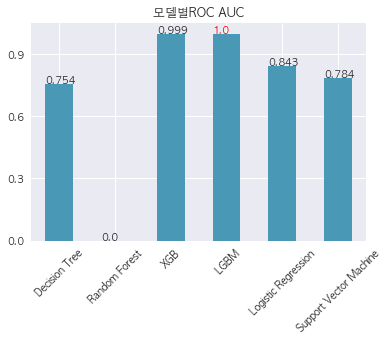 모델별ROC AUC
0.9
0.6
0.3
0.0
0.754
0.0
0.999
1.0
0.843
0.784
Decision Tree
Random Forest
XGB
LGBM
Logistic Regression
Support Vector Machine